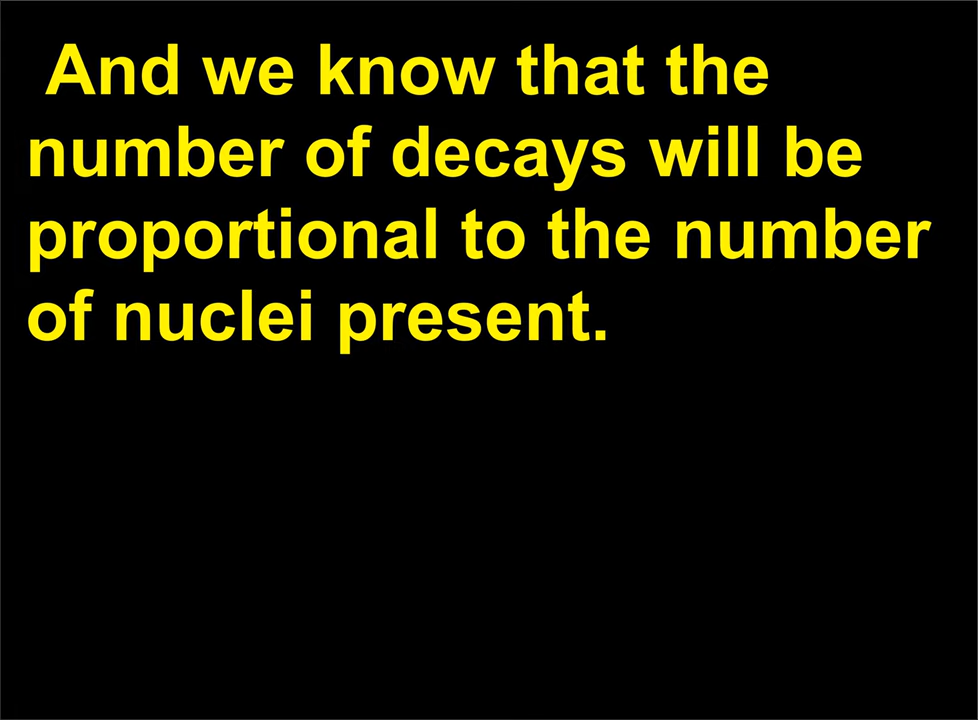 And we know that the
number of decays will be
proportional to the number
of nuclei present.